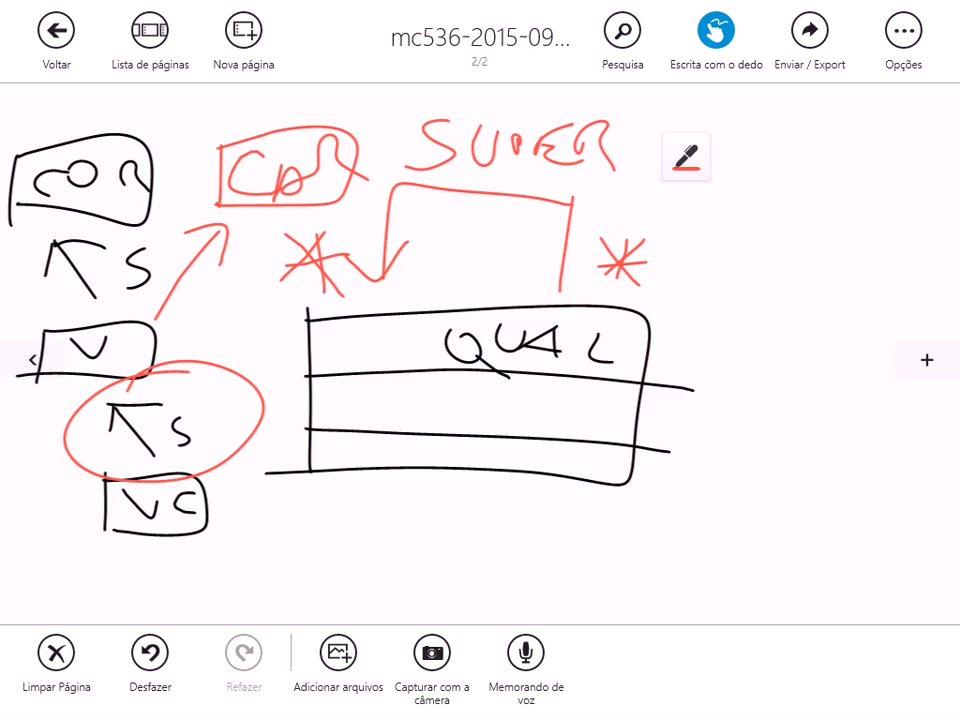 mc536-2015-09...
2/2
Voltar
Lista de páginas
Nova página
Pesquisa
Escrita com o dedo
Enviar / Export
Opções
COR
CAR
SUPER
S
*
*
V
QUAL
S
VC
Limpar Página
Desfazer
Refazer
Adicionar arquivos
Capturar com a
câmera
Memorando de
voz